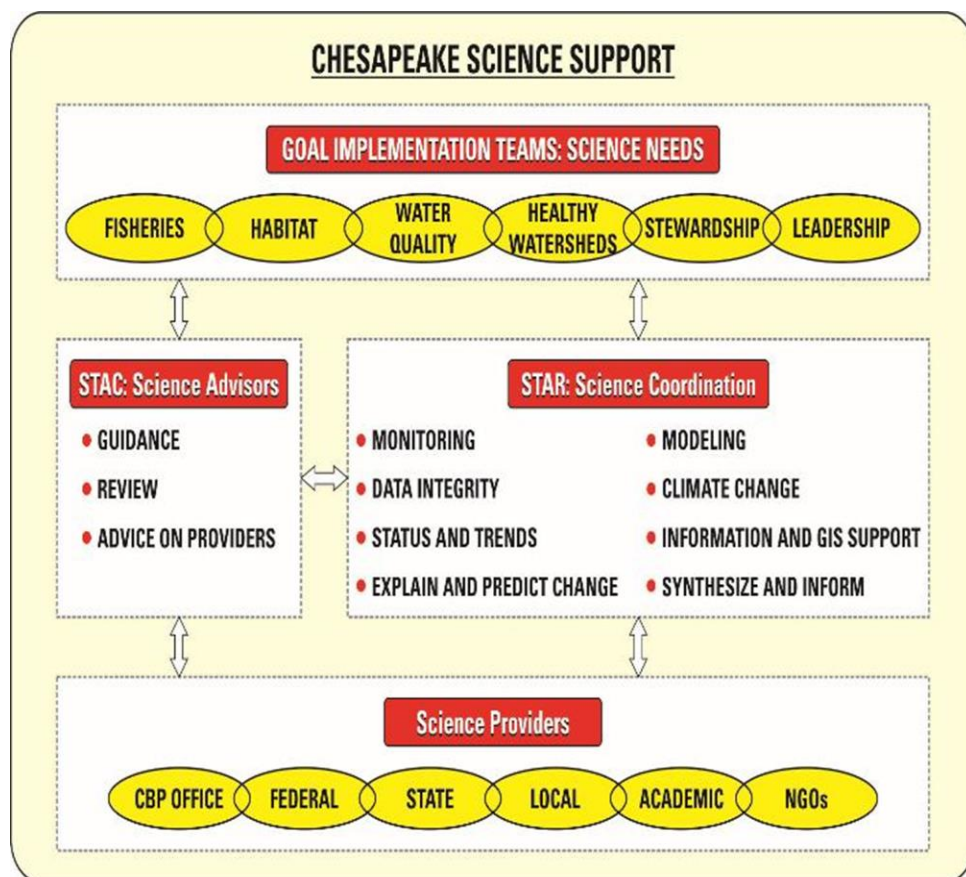 CHESAPEAKE SCIENCE SUPPORT
GOAL IMPLEMENTATION TEAMS: SCIENCE NEEDS
FISHERIES
HABITAT
WATER
QUALITY
HEALTHY
WATERSHEDS
STEWARDSHIP
LEADERSHIP
STAC: Science Advisors
• GUIDANCE
• REVIEW
• ADVICE ON PROVIDERS
STAR: Science Coordination
• MONITORING
• DATA INTEGRITY
• STATUS AND TRENDS
• EXPLAIN AND PREDICT CHANGE
• MODELING
• CLIMATE CHANGE
• INFORMATION AND GIS SUPPORT
• SYNTHESIZE AND INFORM
Science Providers
CBP OFFICE
FEDERAL
STATE
LOCAL
ACADEMIC
NGOs